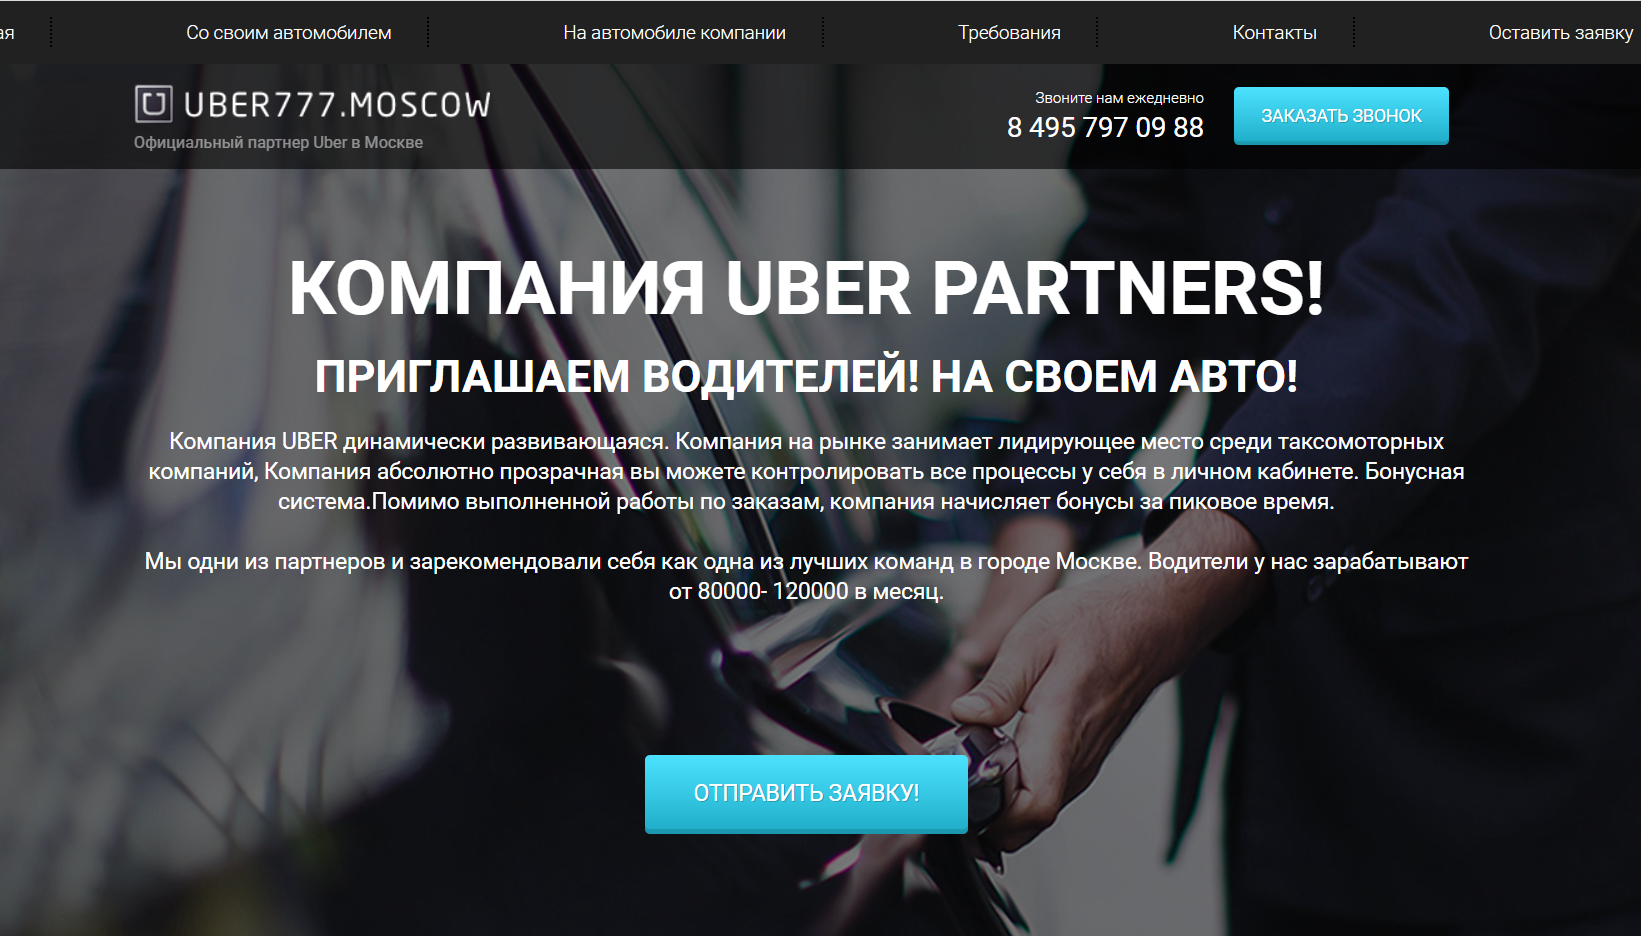 ая
Со своим автомобилем
На автомобиле компании
Требования
Контакты
Оставить заявку
UBER777.MOSCOW
Официальный партнер Uber в Москве
Звоните нам ежедневно
8 495 797 09 88
ЗАКАЗАТЬ ЗВОНОК
КОМПАНИЯ UBER PARTNERS!
ПРИГЛАШАЕМ ВОДИТЕЛЕЙ! НА СВОЕМ АВТО!
Компания UBER динамически развивающаяся. Компания на рынке занимает лидирующее место среди таксомоторных
компаний, Компания абсолютно прозрачная вы можете контролировать все процессы у себя в личном кабинете. Бонусная
система.Помимо выполненной работы по заказам, компания начисляет бонусы за пиковое время.
Мы одни из партнеров и зарекомендовали себя как одна из лучших команд в городе Москве. Водители у нас зарабатывают
от 80000- 120000 в месяц.
ОТПРАВИТЬ ЗАЯВКУ!